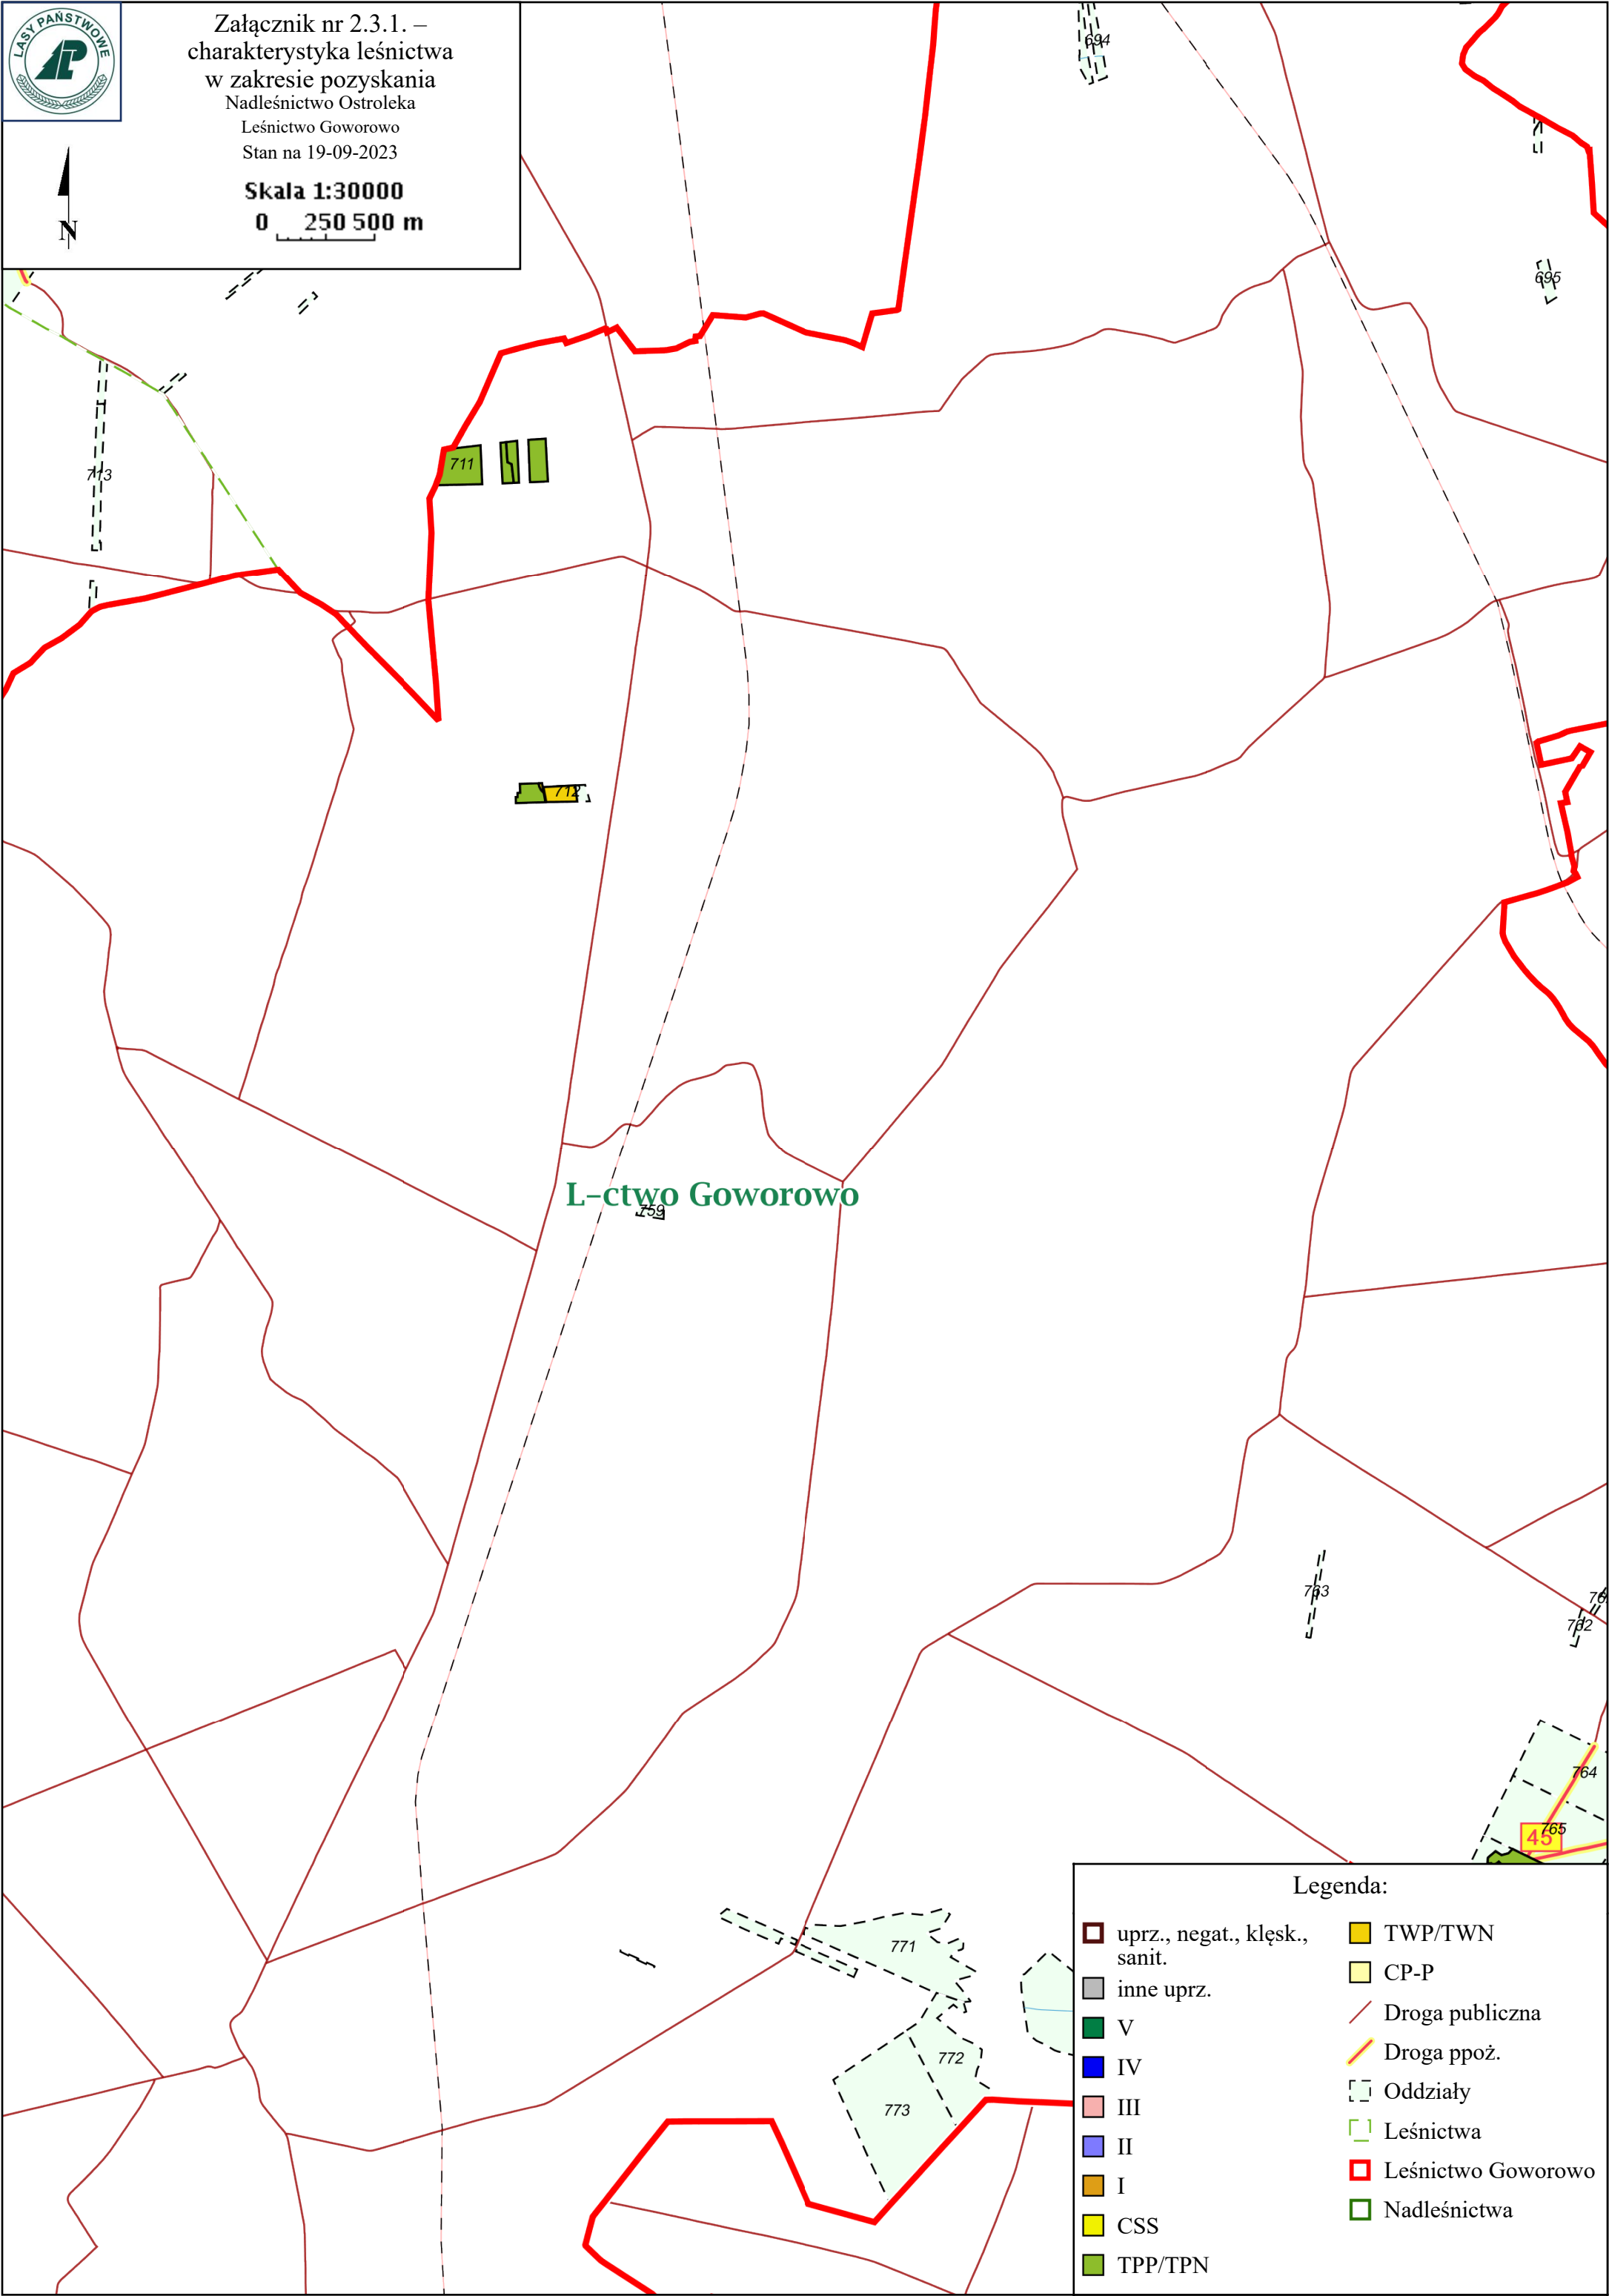 LASY PAŃSTWOWE
Załącznik nr 2.3.1. –
charakterystyka leśnictwa
w zakresie pozyskania
Nadleśnictwo Ostroleka
Leśnictwo Goworowo
Stan na 19-09-2023
Skala 1:30000
0 250 500 m
N
694
695
711
713
712
L-ctwo Goworowo
759
763
762
764
765
45
771
772
773
Legenda:
uprz., negat., klęsk.,
sanit.
inne uprz.
V
IV
III
II
I
CSS
TPP/TPN
TWP/TWN
CP-P
Droga publiczna
Droga ppoż.
Oddziały
Leśnictwa
Leśnictwo Goworowo
Nadleśnictwa